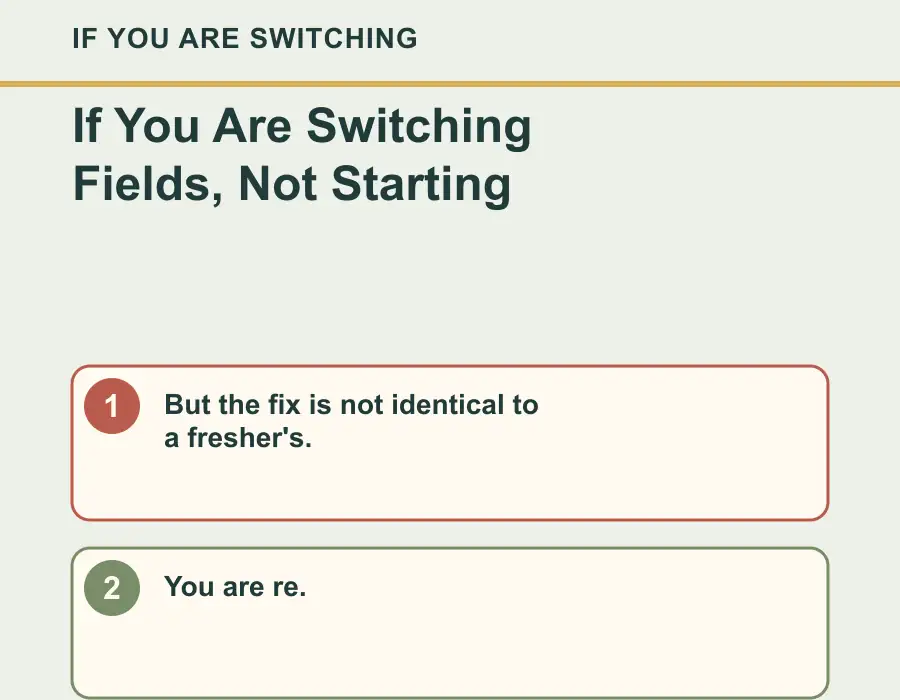 IF YOU ARE SWITCHING
If You Are Switching
Fields, Not Starting
1
But the fix is not identical to
a fresher's.
2
You are re.